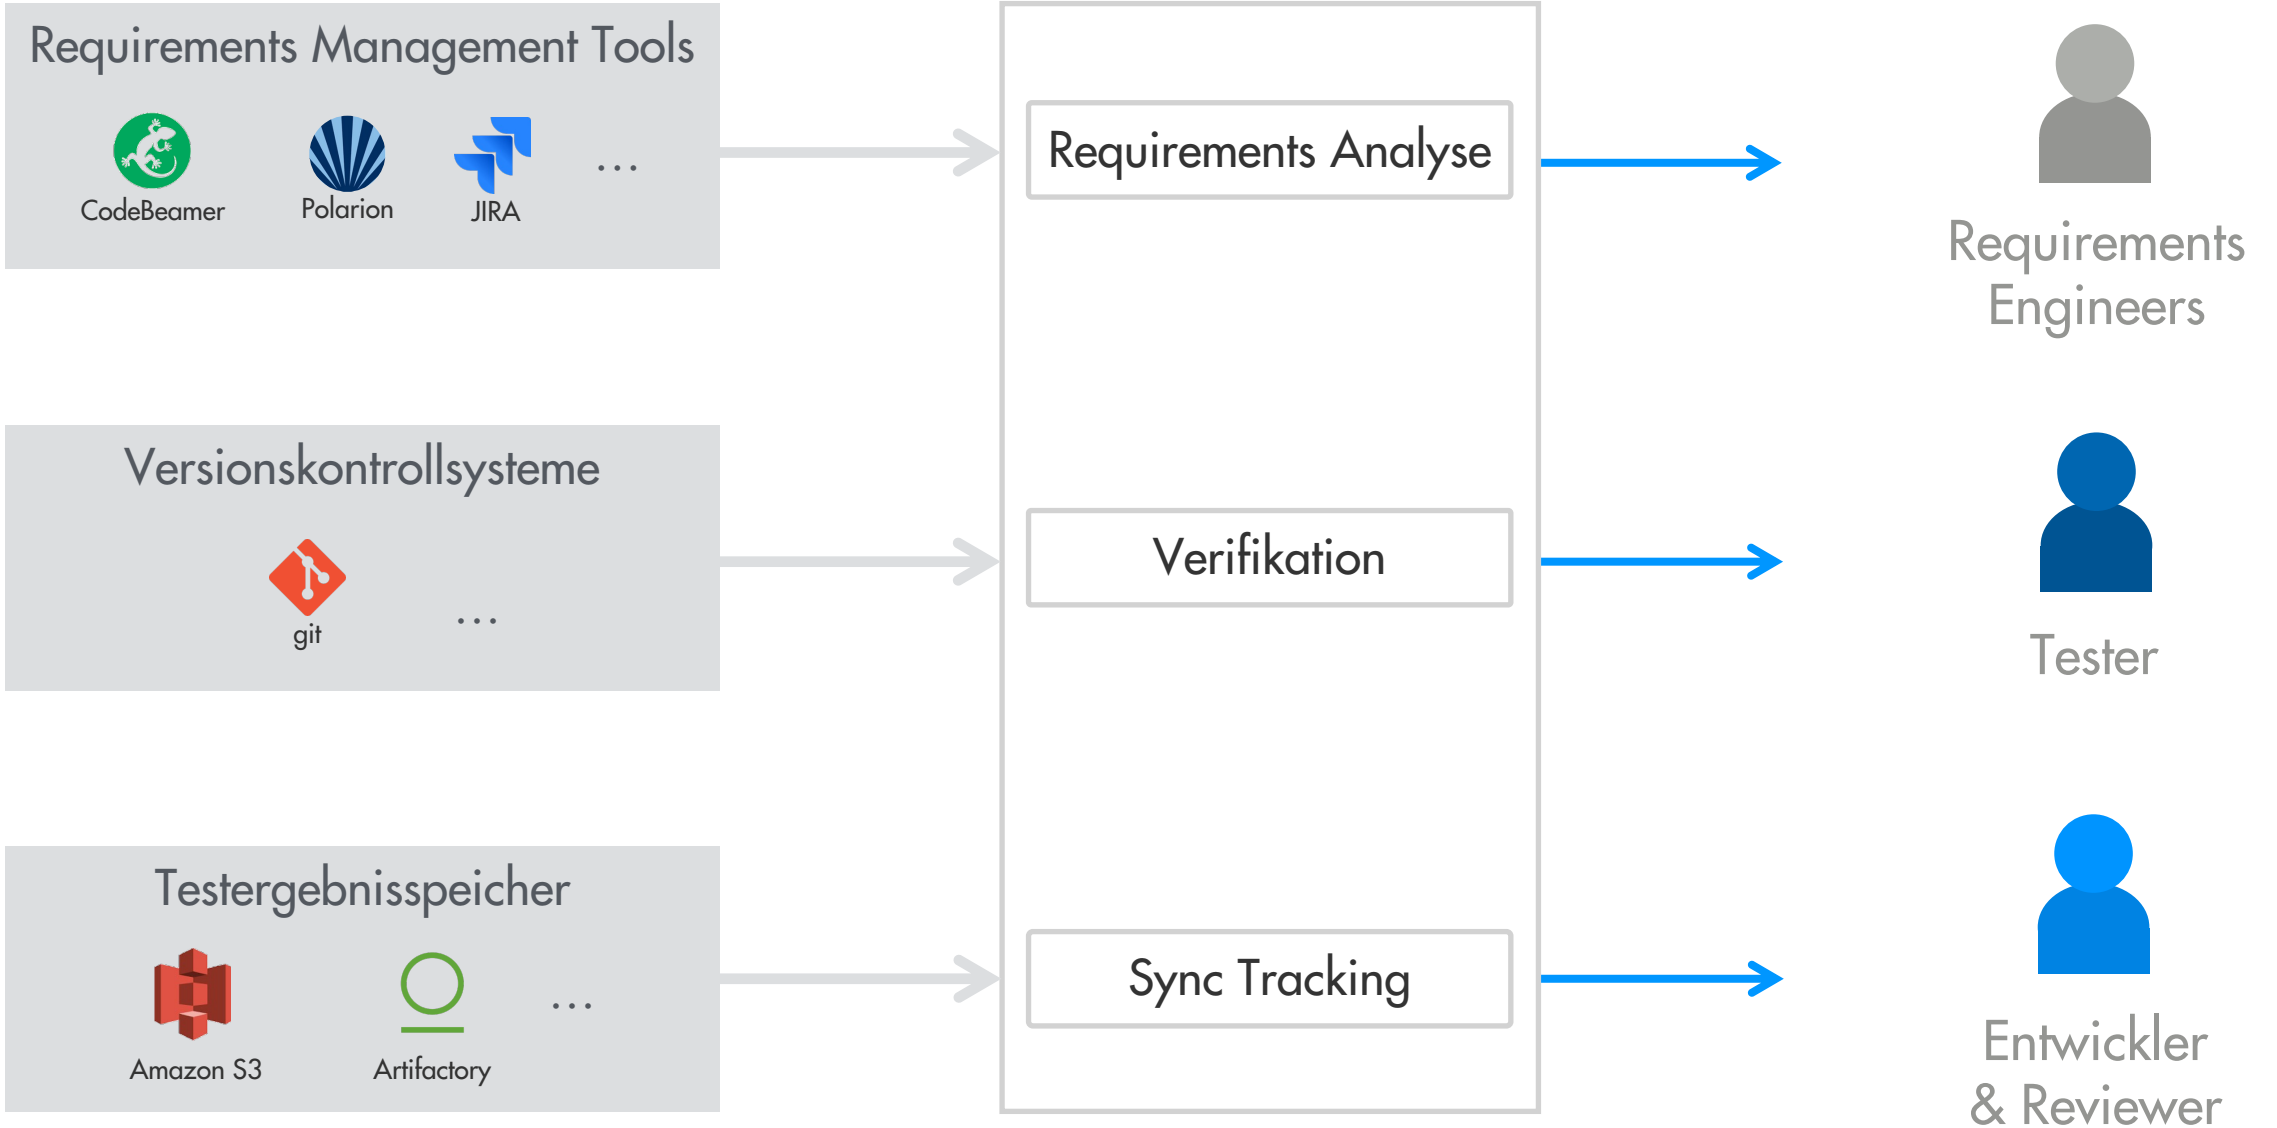 Requirements Management Tools
CodeBeamer
Polarion
JIRA
...
Requirements Analyse
Requirements
Engineers
Versionskontrollsysteme
git
...
Verifikation
Tester
Testergebnisspeicher
Amazon S3
Artifactory
...
Sync Tracking
Entwickler
& Reviewer